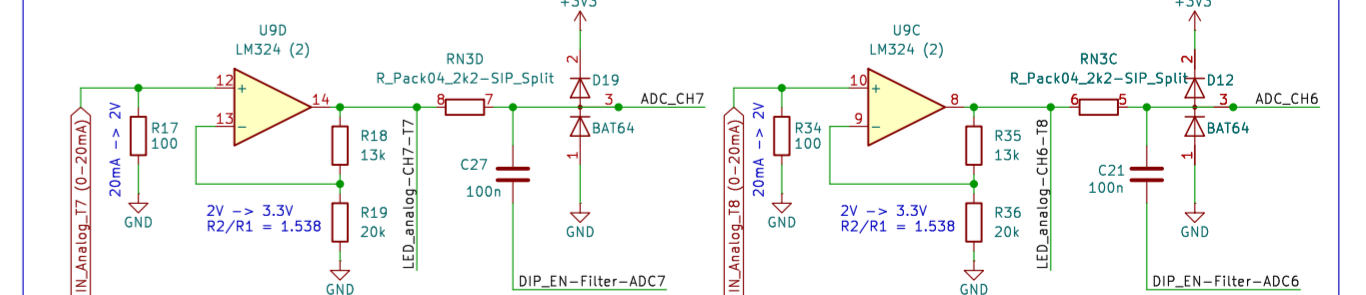 +3V3
U9D
LM324 (2)
12
+
14
13
-
IN_Analog_T7 (0-20mA)
20mA -> 2V
R17
100
GND
R18
13k
2V -> 3.3V
R2/R1 = 1.538
R19
20k
GND
LED_analog-CH7-T7
RN3D
R_Pack04_2k2-SIP_Split
8
7
C27
100n
DIP_EN-Filter-ADC7
2
D19
3
BAT64
1
GND
ADC_CH7
+3V3
U9C
LM324 (2)
10
+
8
9
-
IN_Analog_T8 (0-20mA)
20mA -> 2V
R34
100
GND
R35
13k
2V -> 3.3V
R2/R1 = 1.538
R36
20k
GND
LED_analog-CH6-T8
RN3C
R_Pack04_2k2-SIP_Split
6
5
C21
100n
DIP_EN-Filter-ADC6
2
D12
3
BAT64
1
GND
ADC_CH6